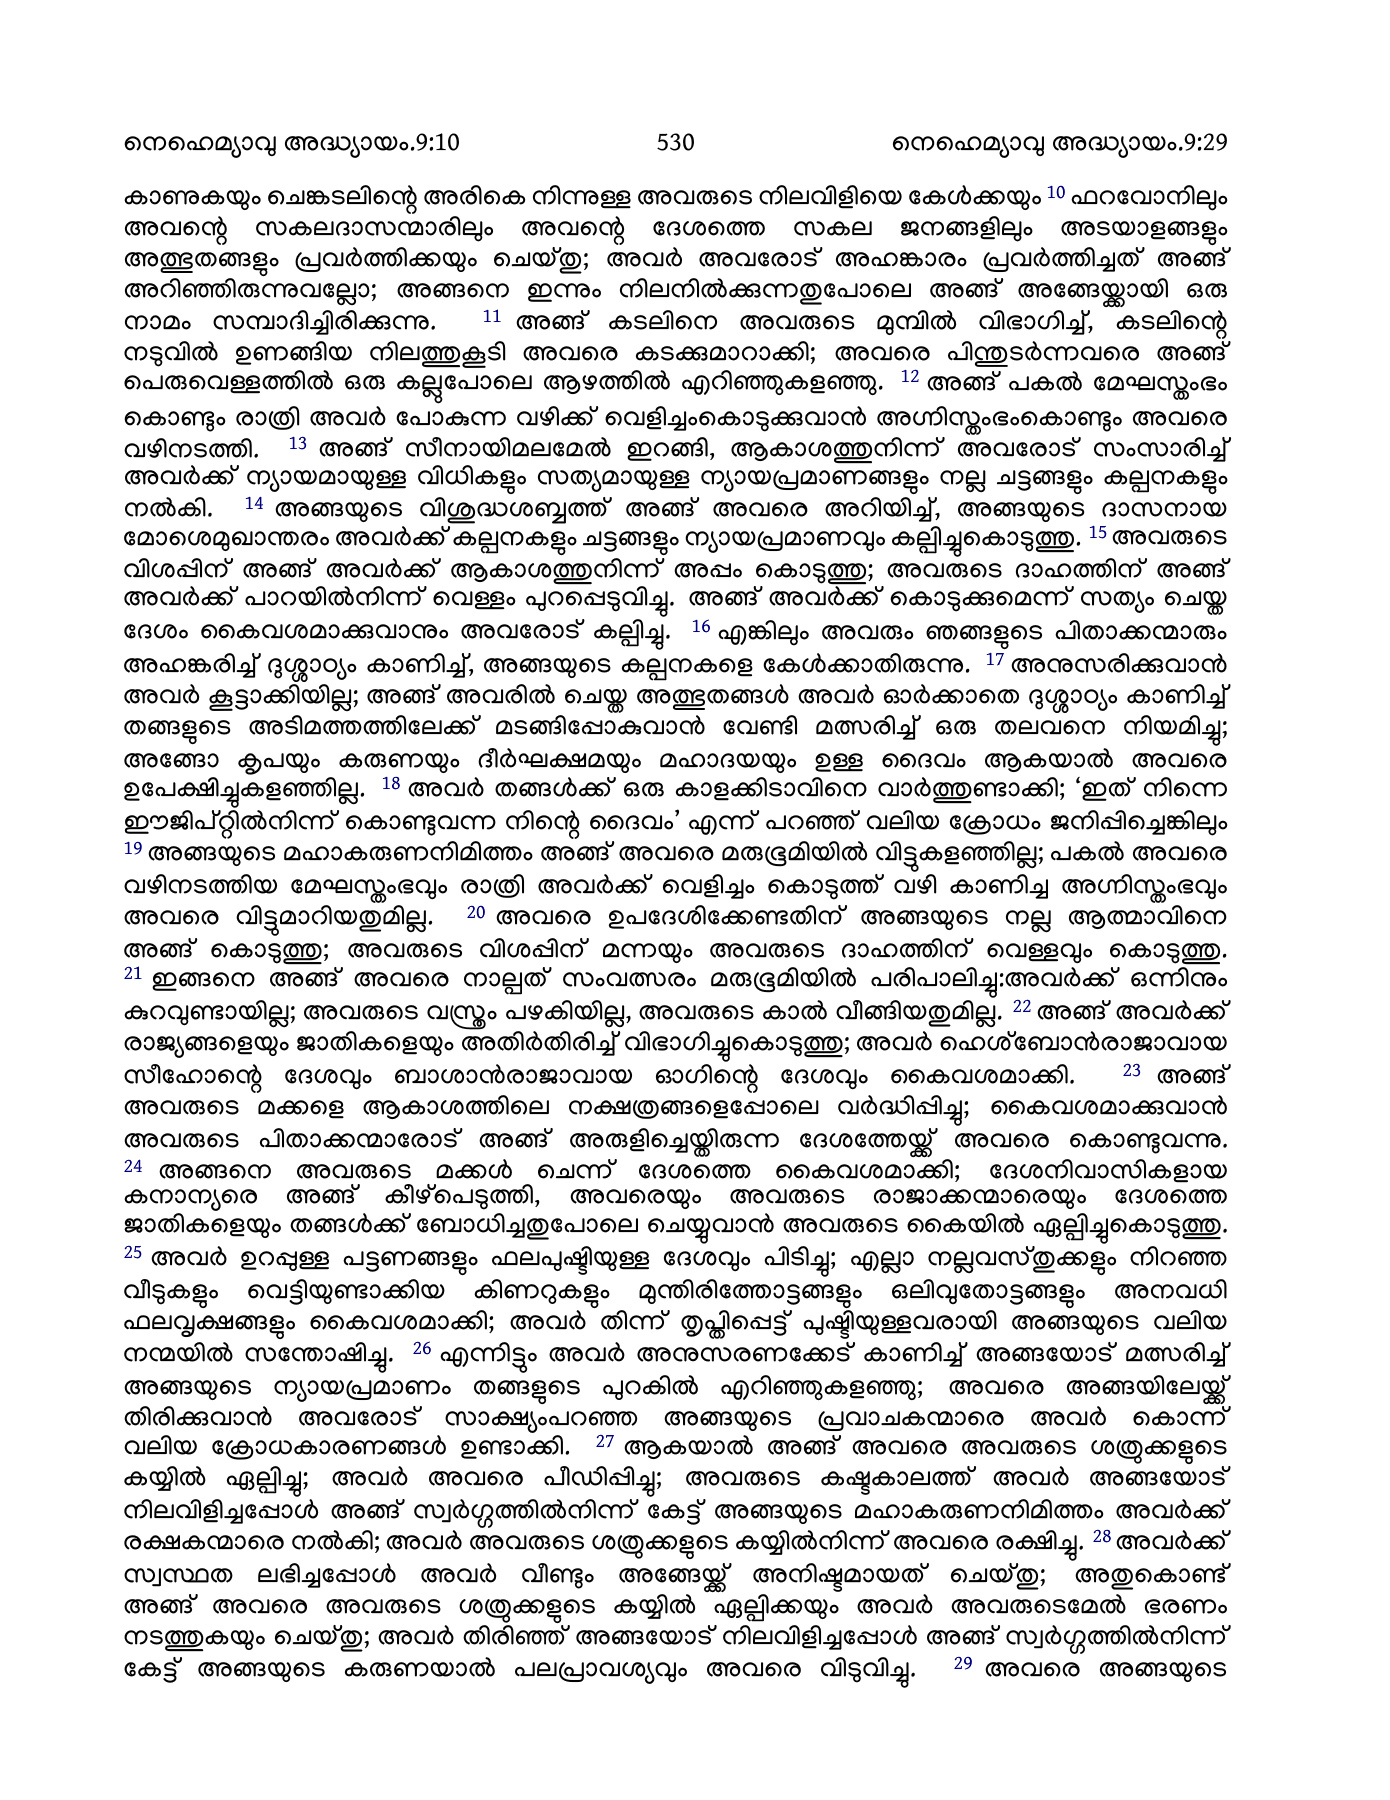 നെഹെമ്യാവു അദ്ധ്യായം.9:10 530 നെഹെമ്യാവു അദ്ധ്യായം.9:29
കാണുകയും ചെങ്കടലിന്റെ അരികെ നിന്നുള്ള അവരുടെ നിലവിളിയെ കേൾക്കയും 10 ഫറവോനിലും
അവന്റെ സകലദാസന്മാരിലും അവന്റെ ദേശത്തെ സകല ജനങ്ങളിലും അടയാളങ്ങളും
അത്ഭുതങ്ങളും പ്രവർത്തിക്കയും ചെയ്തു; അവർ അവരോട് അഹങ്കാരം പ്രവർത്തിച്ചത് അങ്ങ്
അറിഞ്ഞിരുന്നുവല്ലോ; അങ്ങനെ ഇന്നും നിലനില്ക്കുന്നതുപോലെ അങ്ങ് അങ്ങേയ്ക്കായി ഒരു
നാമം സമ്പാദിച്ചിരിക്കുന്നു. 11 അങ്ങ് കടലിനെ അവരുടെ മുമ്പിൽ വിഭാഗിച്ച്, കടലിന്റെ
നടുവിൽ ഉണങ്ങിയ നിലത്തുകൂടി അവരെ കടക്കുമാറാക്കി; അവരെ പിന്തുടർന്നവരെ അങ്ങ്
പെരുവെള്ളത്തിൽ ഒരു കല്ലുപോലെ ആഴത്തിൽ എറിഞ്ഞുകളഞ്ഞു. 12 അങ്ങ് പകൽ മേഘസ്തംഭം
കൊണ്ടും രാത്രി അവർ പോകുന്ന വഴിക്ക് വെളിച്ചംകൊടുക്കുവാൻ അഗ്നിസ്തംഭംകൊണ്ടും അവരെ
വഴിനടത്തി. 13 അങ്ങ് സീനായിമലമേൽ ഇറങ്ങി, ആകാശത്തുനിന്ന് അവരോട് സംസാരിച്ച്
അവർക്ക് ന്യായമായുള്ള വിധികളും സത്യമായുള്ള ന്യായപ്രമാണങ്ങളും നല്ല ചട്ടങ്ങളും കല്പനകളും
നൽകി. 14 അങ്ങയുടെ വിശുദ്ധശബ്ബത്ത് അങ്ങ് അവരെ അറിയിച്ച്, അങ്ങയുടെ ദാസനായ
മോശെമുഖാന്തരം അവർക്ക് കല്പനകളും ചട്ടങ്ങളും ന്യായപ്രമാണവും കല്പിച്ചുകൊടുത്തു. 15 അവരുടെ
വിശപ്പിന് അങ്ങ് അവർക്ക് ആകാശത്തുനിന്ന് അപ്പം കൊടുത്തു; അവരുടെ ദാഹത്തിന് അങ്ങ്
അവർക്ക് പാറയിൽനിന്ന് വെള്ളം പുറപ്പെടുവിച്ചു. അങ്ങ് അവർക്ക് കൊടുക്കുമെന്ന് സത്യം ചെയ്ത
ദേശം കൈവശമാക്കുവാനും അവരോട് കല്പിച്ചു. 16 എങ്കിലും അവരും ഞങ്ങളുടെ പിതാക്കന്മാരും
അഹങ്കരിച്ച് ദുശ്ശാഠ്യം കാണിച്ച്, അങ്ങയുടെ കല്പനകളെ കേൾക്കാതിരുന്നു. 17 അനുസരിക്കുവാൻ
അവർ കൂട്ടാക്കിയില്ല; അങ്ങ് അവരിൽ ചെയ്ത അത്ഭുതങ്ങൾ അവർ ഓർക്കാതെ ദുശ്ശാഠ്യം കാണിച്ച്
തങ്ങളുടെ അടിമത്തത്തിലേക്ക് മടങ്ങിപ്പോകുവാൻ വേണ്ടി മത്സരിച്ച് ഒരു തലവനെ നിയമിച്ചു;
അങ്ങോ കൃപയും കരുണയും ദീർഘക്ഷമയും മഹാദയയും ഉള്ള ദൈവം ആകയാൽ അവരെ
ഉപേക്ഷിച്ചുകളഞ്ഞില്ല. 18 അവർ തങ്ങൾക്ക് ഒരു കാളക്കിടാവിനെ വാർത്തുണ്ടാക്കി; ‘ഇത് നിന്നെ
ഈജിപ്റ്റിൽനിന്ന് കൊണ്ടുവന്ന നിന്റെ ദൈവം’ എന്ന് പറഞ്ഞ് വലിയ ക്രോധം ജനിപ്പിച്ചെങ്കിലും
19 അങ്ങയുടെ മഹാകരുണനിമിത്തം അങ്ങ് അവരെ മരുഭൂമിയിൽ വിട്ടുകളഞ്ഞില്ല; പകൽ അവരെ
വഴിനടത്തിയ മേഘസ്തംഭവും രാത്രി അവർക്ക് വെളിച്ചം കൊടുത്ത് വഴി കാണിച്ച അഗ്നിസ്തംഭവും
അവരെ വിട്ടുമാറിയതുമില്ല. 20 അവരെ ഉപദേശിക്കേണ്ടതിന് അങ്ങയുടെ നല്ല ആത്മാവിനെ
അങ്ങ് കൊടുത്തു; അവരുടെ വിശപ്പിന് മന്നയും അവരുടെ ദാഹത്തിന് വെള്ളവും കൊടുത്തു.
21 ഇങ്ങനെ അങ്ങ് അവരെ നാല്പത് സംവത്സരം മരുഭൂമിയിൽ പരിപാലിച്ചു:അവർക്ക് ഒന്നിനും
കുറവുണ്ടായില്ല; അവരുടെ വസ്ത്രം പഴകിയില്ല, അവരുടെ കാൽ വീങ്ങിയതുമില്ല. 22 അങ്ങ് അവർക്ക്
രാജ്യങ്ങളെയും ജാതികളെയും അതിർതിരിച്ച് വിഭാഗിച്ചുകൊടുത്തു; അവർ ഹെശ്ബോൻരാജാവായ
സീഹോന്റെ ദേശവും ബാശാൻരാജാവായ ഓഗിന്റെ ദേശവും കൈവശമാക്കി. 23 അങ്ങ്
അവരുടെ മക്കളെ ആകാശത്തിലെ നക്ഷത്രങ്ങളെപ്പോലെ വർദ്ധിപ്പിച്ചു; കൈവശമാക്കുവാൻ
അവരുടെ പിതാക്കന്മാരോട് അങ്ങ് അരുളിച്ചെയ്തിരുന്ന ദേശത്തേയ്ക്ക് അവരെ കൊണ്ടുവന്നു.
24 അങ്ങനെ അവരുടെ മക്കൾ ചെന്ന് ദേശത്തെ കൈവശമാക്കി; ദേശനിവാസികളായ
കനാന്യരെ അങ്ങ് കീഴ്പെടുത്തി, അവരെയും അവരുടെ രാജാക്കന്മാരെയും ദേശത്തെ
ജാതികളെയും തങ്ങൾക്ക് ബോധിച്ചതുപോലെ ചെയ്യുവാൻ അവരുടെ കൈയിൽ ഏല്പിച്ചുകൊടുത്തു.
25 അവർ ഉറപ്പുള്ള പട്ടണങ്ങളും ഫലപുഷ്ടിയുള്ള ദേശവും പിടിച്ചു; എല്ലാ നല്ലവസ്തുക്കളും നിറഞ്ഞ
വീടുകളും വെട്ടിയുണ്ടാക്കിയ കിണറുകളും മുന്തിരിത്തോട്ടങ്ങളും ഒലിവുതോട്ടങ്ങളും അനവധി
ഫലവൃക്ഷങ്ങളും കൈവശമാക്കി; അവർ തിന്ന് തൃപ്തിപ്പെട്ട് പുഷ്ടിയുള്ളവരായി അങ്ങയുടെ വലിയ
നന്മയിൽ സന്തോഷിച്ചു. 26 എന്നിട്ടും അവർ അനുസരണക്കേട് കാണിച്ച് അങ്ങയോട് മത്സരിച്ച്
അങ്ങയുടെ ന്യായപ്രമാണം തങ്ങളുടെ പുറകിൽ എറിഞ്ഞുകളഞ്ഞു; അവരെ അങ്ങയിലേയ്ക്ക്
തിരിക്കുവാൻ അവരോട് സാക്ഷ്യംപറഞ്ഞ അങ്ങയുടെ പ്രവാചകന്മാരെ അവർ കൊന്ന്
വലിയ ക്രോധകാരണങ്ങൾ ഉണ്ടാക്കി. 27 ആകയാൽ അങ്ങ് അവരെ അവരുടെ ശത്രുക്കളുടെ
കയ്യിൽ ഏല്പിച്ചു; അവർ അവരെ പീഡിപ്പിച്ചു; അവരുടെ കഷ്ടകാലത്ത് അവർ അങ്ങയോട്
നിലവിളിച്ചപ്പോൾ അങ്ങ് സ്വർഗ്ഗത്തിൽനിന്ന് കേട്ട് അങ്ങയുടെ മഹാകരുണനിമിത്തം അവർക്ക്
രക്ഷകന്മാരെ നൽകി; അവർ അവരുടെ ശത്രുക്കളുടെ കയ്യിൽനിന്ന് അവരെ രക്ഷിച്ചു. 28 അവർക്ക്
സ്വസ്ഥത ലഭിച്ചപ്പോൾ അവർ വീണ്ടും അങ്ങേയ്ക്ക് അനിഷ്ടമായത് ചെയ്തു; അതുകൊണ്ട്
അങ്ങ് അവരെ അവരുടെ ശത്രുക്കളുടെ കയ്യിൽ ഏല്പിക്കയും അവർ അവരുടെമേൽ ഭരണം
നടത്തുകയും ചെയ്തു; അവർ തിരിഞ്ഞ് അങ്ങയോട് നിലവിളിച്ചപ്പോൾ അങ്ങ് സ്വർഗ്ഗത്തിൽനിന്ന്
കേട്ട് അങ്ങയുടെ കരുണയാൽ പലപ്രാവശ്യവും അവരെ വിടുവിച്ചു. 29 അവരെ അങ്ങയുടെ